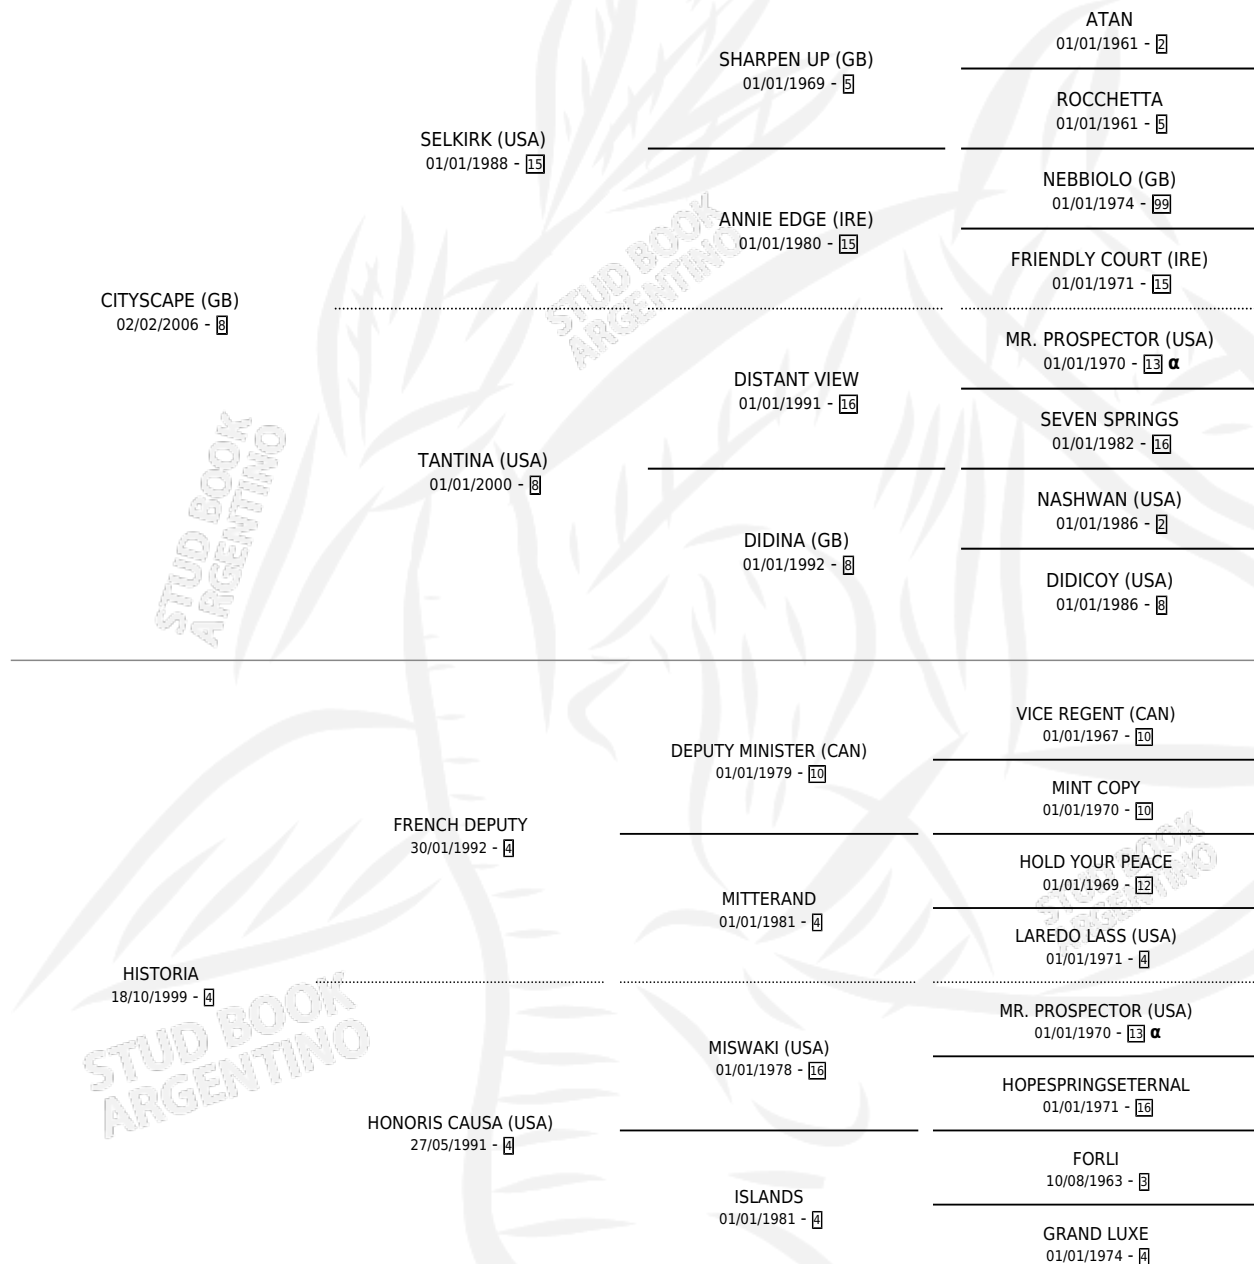 ATAN
01/01/1961 - 2
SHARPEN UP (GB)
01/01/1969 - 5
ROCCHETTA
01/01/1961 - 5
SELKIRK (USA)
01/01/1988 - 15
NEBBIOLO (GB)
01/01/1974 - 99
ANNIE EDGE (IRE)
01/01/1980 - 15
FRIENDLY COURT (IRE)
01/01/1971 - 15
CITYSCAPE (GB)
02/02/2006 - 8
STUD BOOK
ARGENTINO
MR. PROSPECTOR (USA)
01/01/1970 - 13 α
DISTANT VIEW
01/01/1991 - 16
SEVEN SPRINGS
01/01/1982 - 16
TANTINA (USA)
01/01/2000 - 8
NASHWAN (USA)
01/01/1986 - 2
DIDINA (GB)
01/01/1992 - 8
DIDICOY (USA)
01/01/1986 - 8
STUD BOOK
ARGENTINO
VICE REGENT (CAN)
01/01/1967 - 10
DEPUTY MINISTER (CAN)
01/01/1979 - 10
MINT COPY
01/01/1970 - 10
FRENCH DEPUTY
30/01/1992 - 4
HOLD YOUR PEACE
01/01/1969 - 12
STUD BOOK
ARGENTINO
MITTERAND
01/01/1981 - 4
LAREDO LASS (USA)
01/01/1971 - 4
HISTORIA
18/10/1999 - 4
STUD BOOK
ARGENTINO
MR. PROSPECTOR (USA)
01/01/1970 - 13 α
MISWAKI (USA)
01/01/1978 - 16
HOPESPRINGSETERNAL
01/01/1971 - 16
HONORIS CAUSA (USA)
27/05/1991 - 4
FORLI
10/08/1963 - 3
ISLANDS
01/01/1981 - 4
GRAND LUXE
01/01/1974 - 4